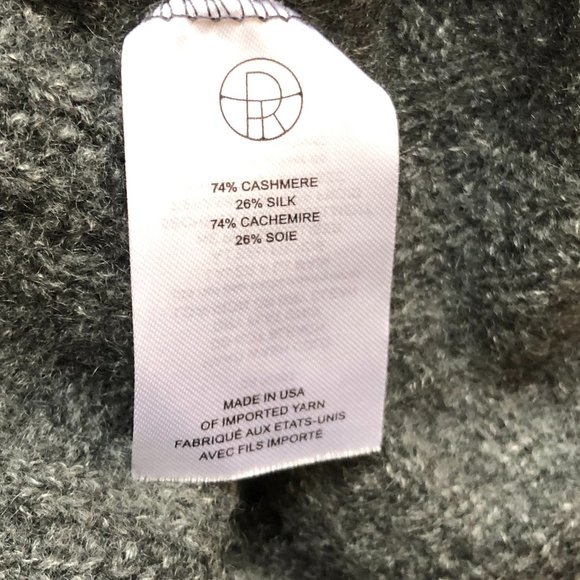 74% CASHMERE
26% SILK
74% CACHEMIRE
26% SOIE
MADE IN USA
OF IMPORTED YARN
FABRIQUÉ AUX ETATS-UNIS
AVEC FILS IMPORTÉ